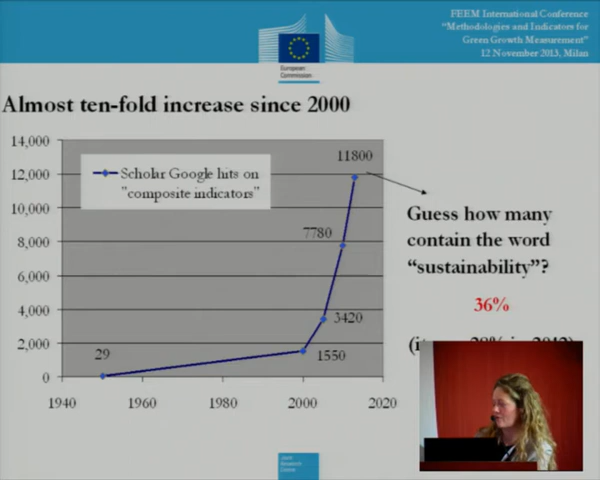 FEEM International Conference
"Methodologies and Indicators for
Green Growth Measurement"
12 November 2013, Milan
European
Commission
Almost ten-fold increase since 2000
14,000
12,000
10,000
8,000
6,000
4,000
2,000
0
Scholar Google hits on
"composite indicators"
29
1550
3420
7780
11800
1940
1960
1980
2000
2020
Guess how many
contain the word
"sustainability"?
36%
Joint
Research
Centre